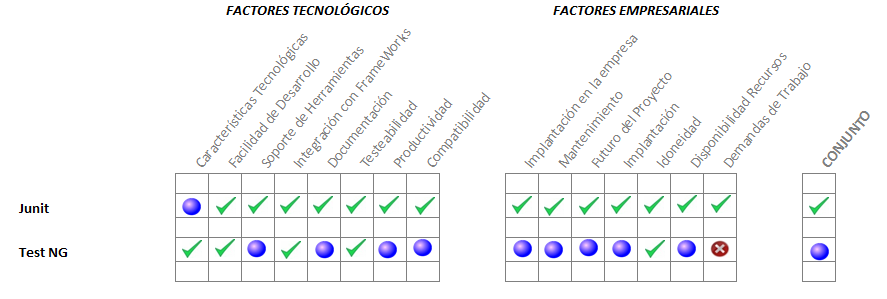 FACTORES TECNOLÓGICOS
FACTORES EMPRESARIALES
Características Tecnológicas
Facilidad de Desarrollo
Soporte de Herramientas
Integración con FrameWorks
Documentación
Testeabilidad
Productividad
Compatibilidad
Implantación en la empresa
Mantenimiento
Futuro del Proyecto
Implantación
Idoneidad
Disponibilidad Recursos
Demandas de Trabajo
CONJUNTO
Junit
Test NG